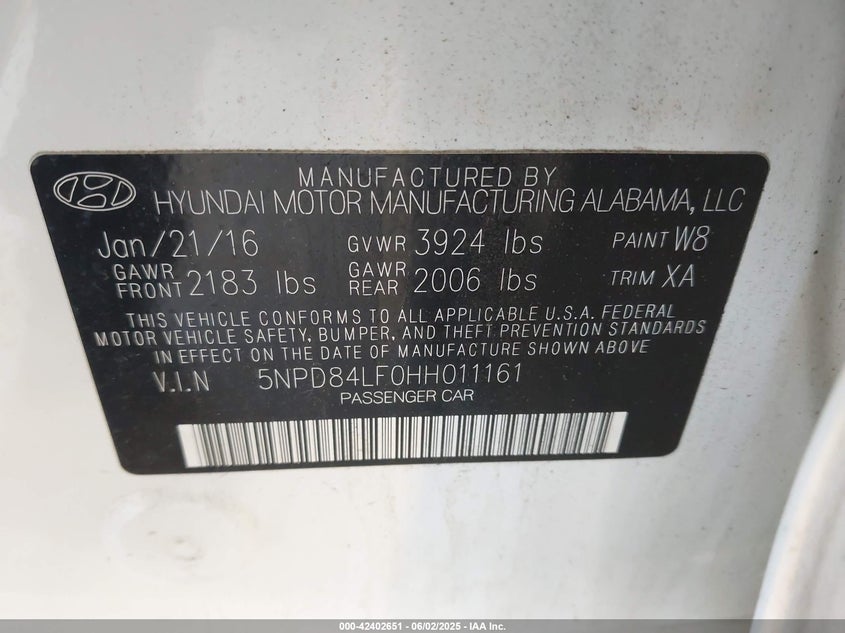 MANUFACTURED BY
HYUNDAI MOTOR MANUFACTURING ALABAMA, LLC
Jan/21/16 GVWR 3924 lbs PAINT W8
GAWR FRONT 2183 lbs GAWR REAR 2006 lbs TRIM XA
THIS VEHICLE CONFORMS TO ALL APPLICABLE U.S.A. FEDERAL
MOTOR VEHICLE SAFETY, BUMPER, AND THEFT PREVENTION STANDARDS
IN EFFECT ON THE DATE OF MANUFACTURE SHOWN ABOVE.
V.I.N 5NPD84LF0HH011161
PASSENGER CAR
000-42402651 - 06/02/2025 - IAA Inc.